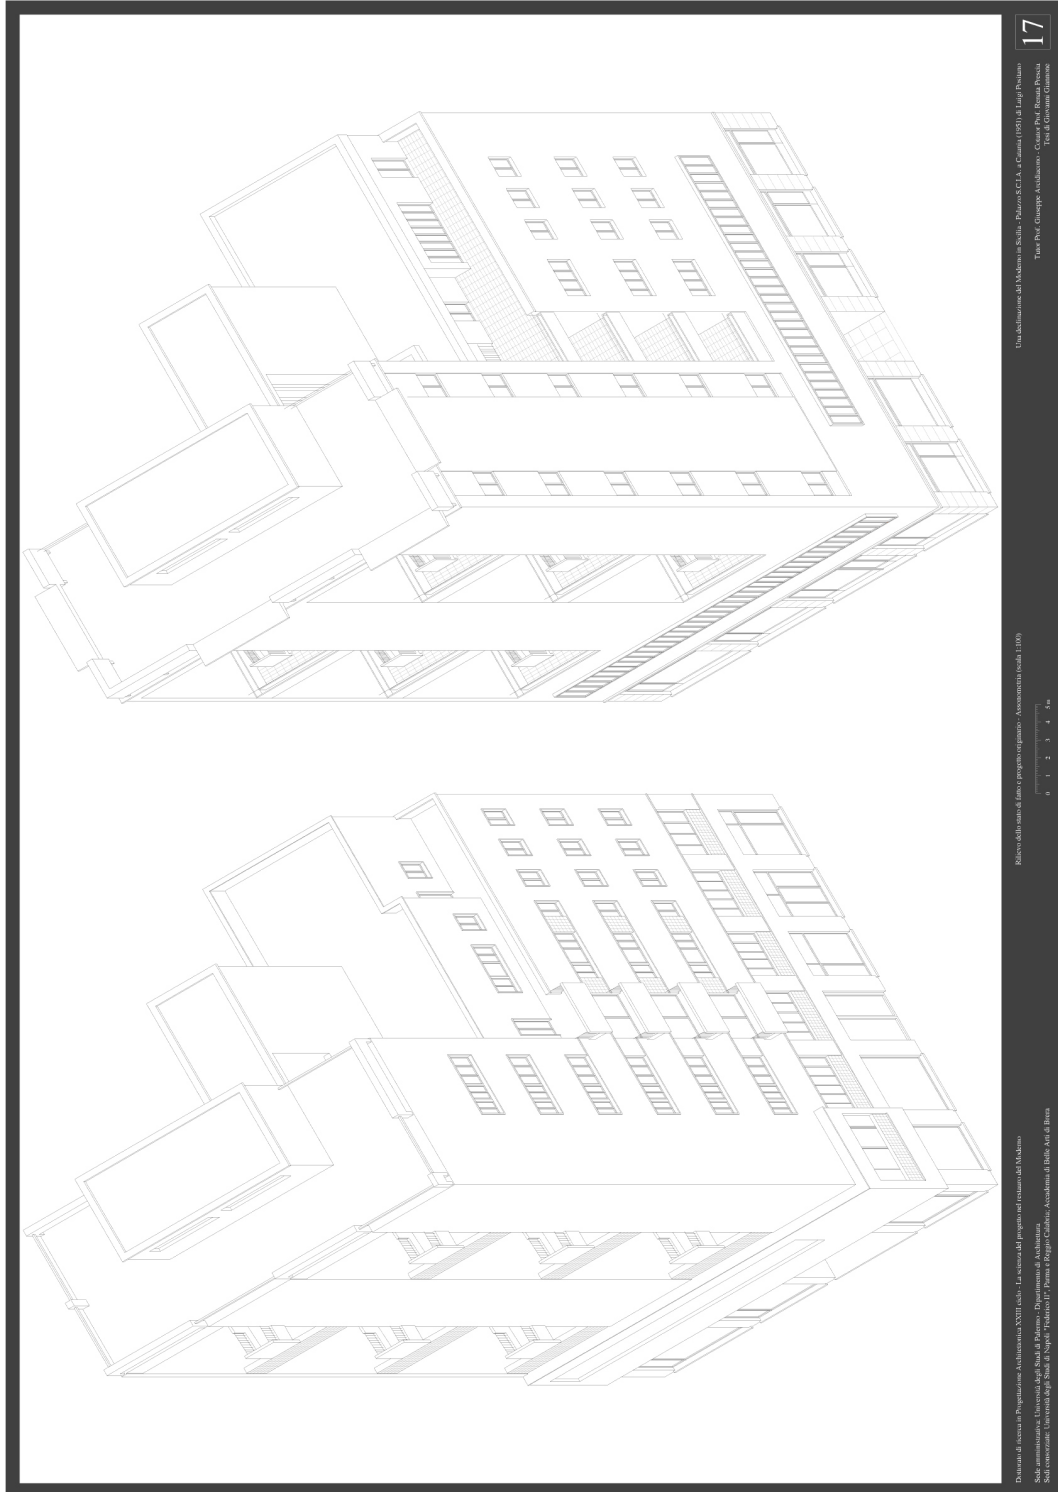 Dottorato di ricerca in Progettazione Architettonica XXIII ciclo - La scienza del progetto nel restauro del Moderno
Sede amministrativa: Università degli Studi di Palermo - Dipartimento di Architettura
Sedi consorziate: Università degli Studi di Napoli "Federico II", Parma e Reggio Calabria; Accademia di Belle Arti di Brera
Rilievo dello stato di fatto e progetto originario - Assonometria (scala 1:100)
0 1 2 3 4 5 m
Una declinazione del Moderno in Sicilia - Palazzo S.C.I.A. a Catania (1951) di Luigi Positano
Tutor Prof. Giuseppe Arcidiacono - Cotutor Prof. Renata Prescia
Tesi di Giovanni Giannone
17